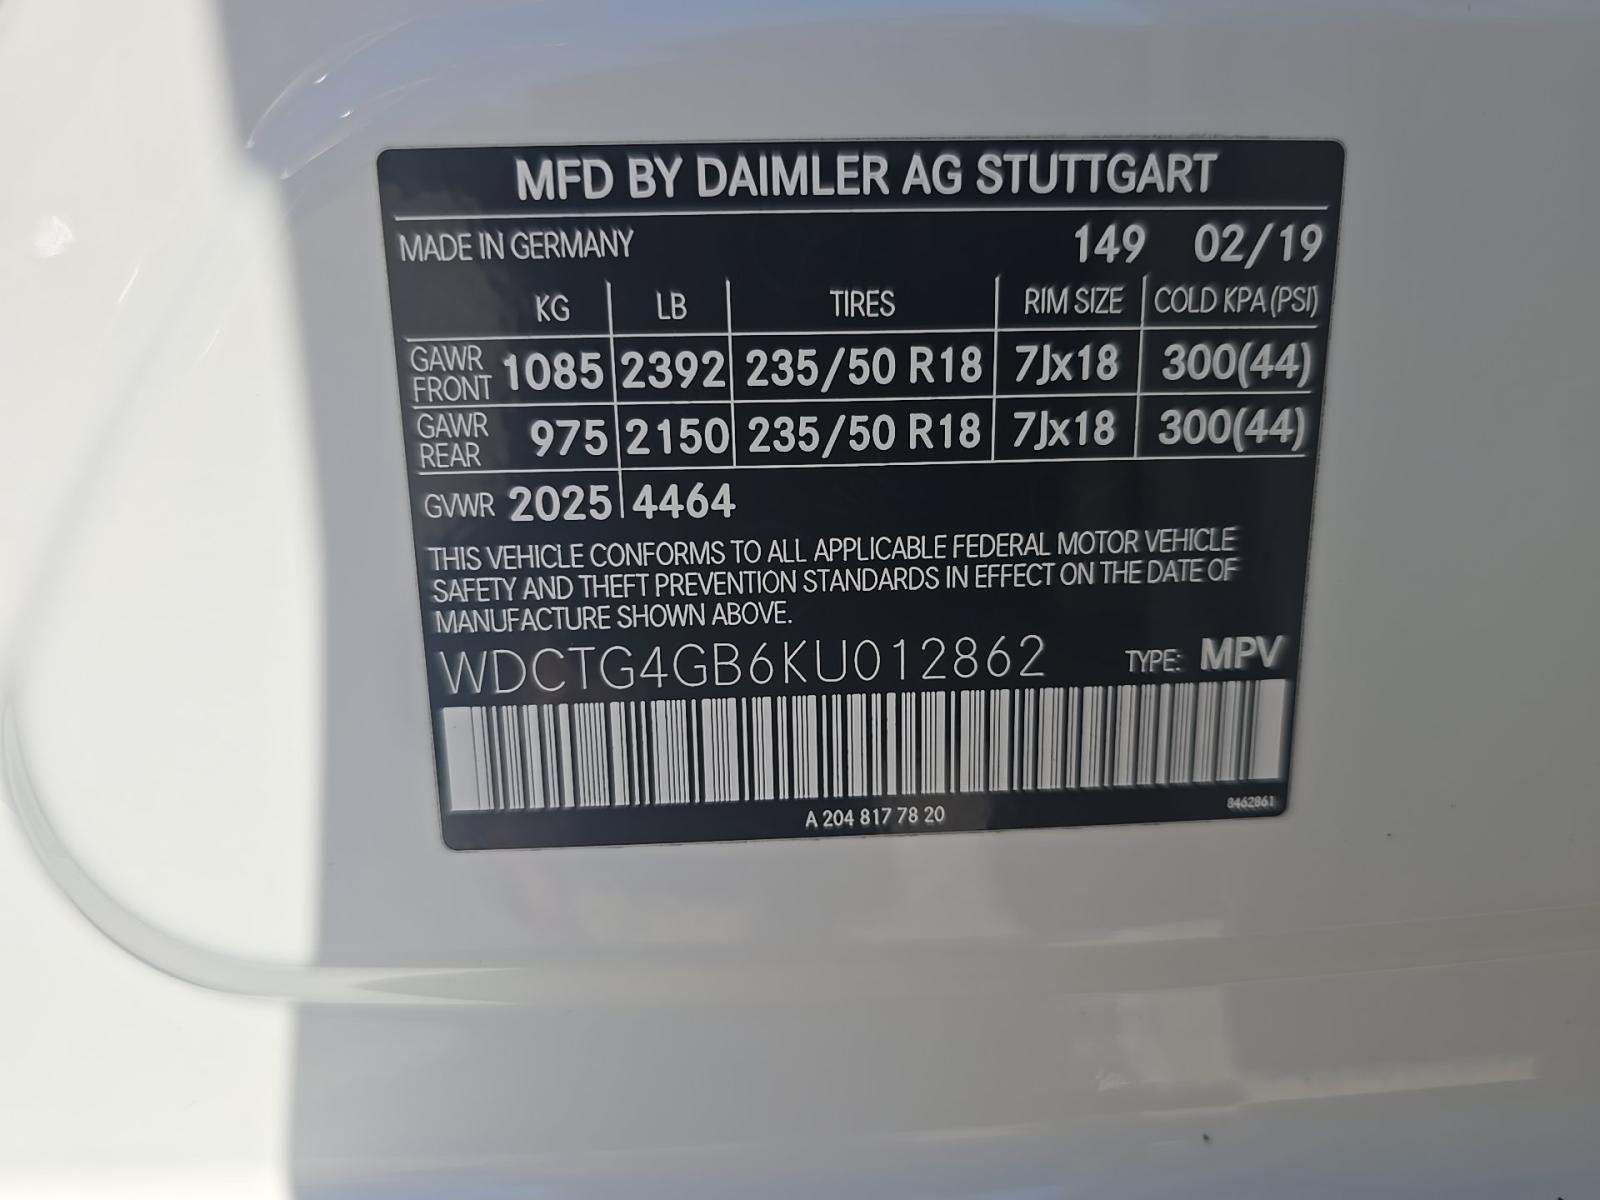 MFD BY DAIMLER AG STUTTGART
MADE IN GERMANY 149 02/19
KG LB TIRES RIM SIZE COLD KPA (PSI)
GAWR FRONT 1085 2392 235/50 R18 7Jx18 300(44)
GAWR REAR 975 2150 235/50 R18 7Jx18 300(44)
GVWR 2025 4464
THIS VEHICLE CONFORMS TO ALL APPLICABLE FEDERAL MOTOR VEHICLE
SAFETY AND THEFT PREVENTION STANDARDS IN EFFECT ON THE DATE OF
MANUFACTURE SHOWN ABOVE.
WDCTG4GB6KU012862 TYPE: MPV
A 204 817 78 20 8462861